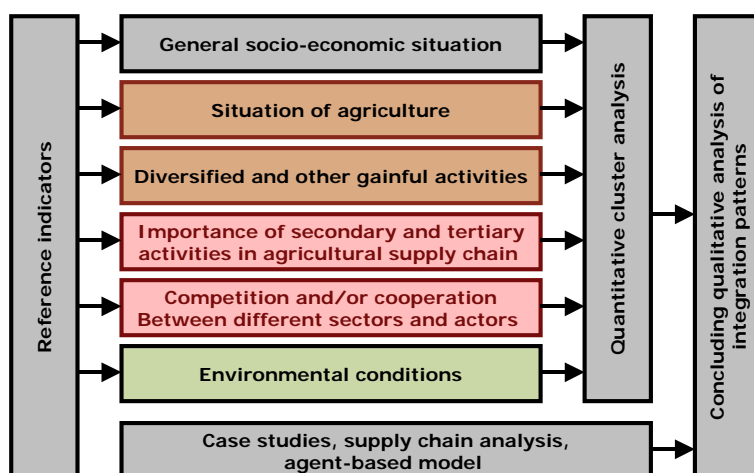 Reference indicators
General socio-economic situation
Situation of agriculture
Diversified and other gainful activities
Importance of secondary and tertiary
activities in agricultural supply chain
Competition and/or cooperation
Between different sectors and actors
Environmental conditions
Case studies, supply chain analysis,
agent-based model
Quantitative cluster analysis
Concluding qualitative analysis of
integration patterns